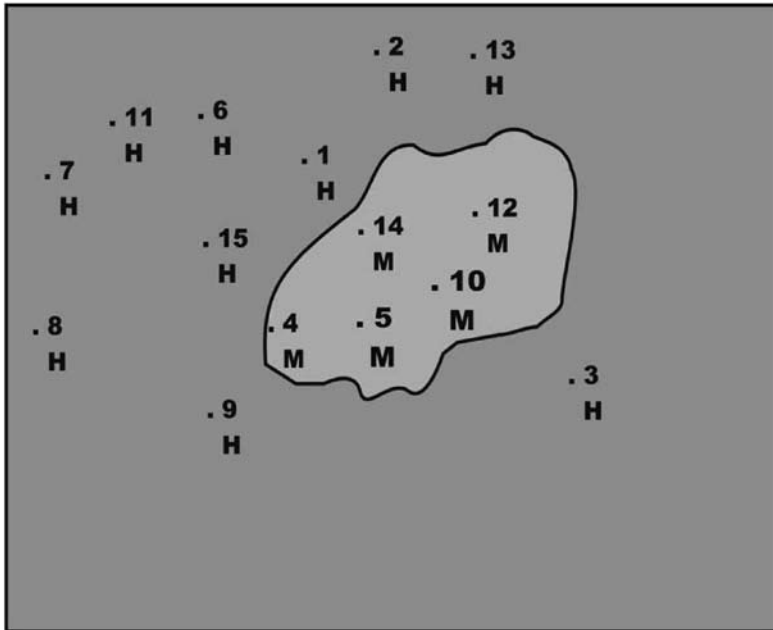 . 2
H
. 13
H
. 11
H
. 6
H
. 1
H
. 7
H
. 14
M
. 12
M
. 15
H
. 10
M
. 8
H
. 4
M
. 5
M
. 3
H
. 9
H